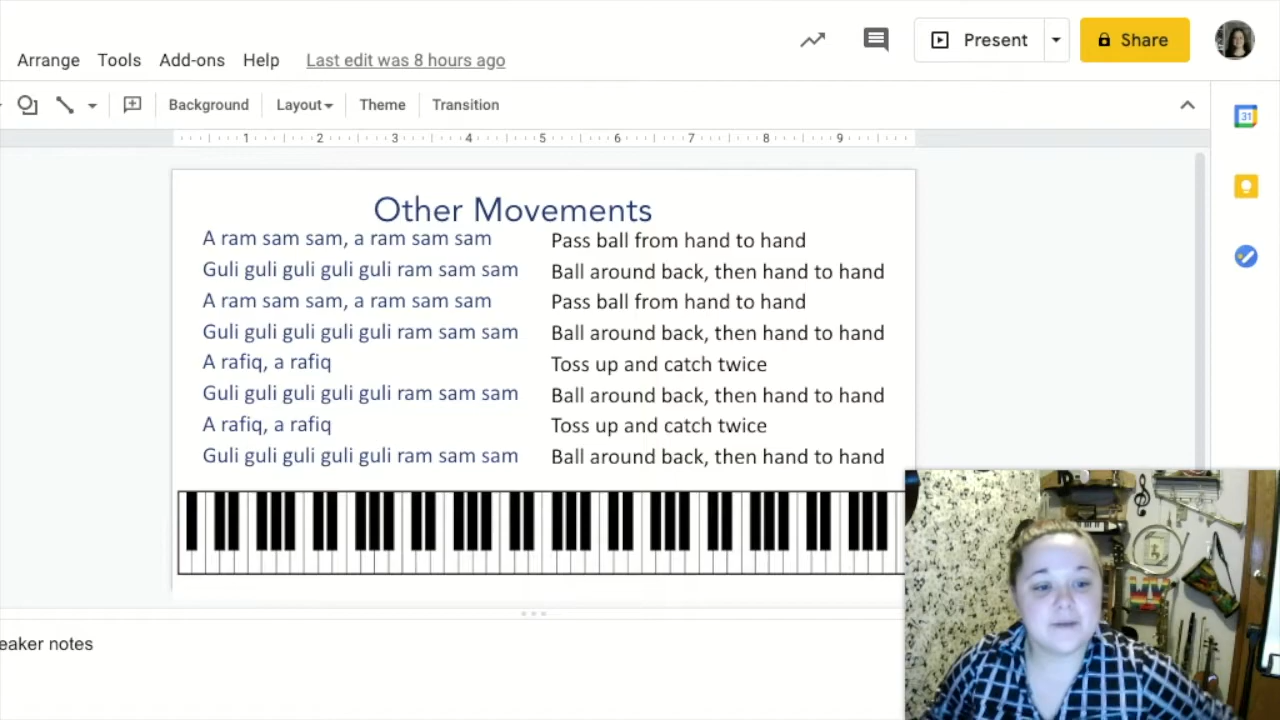 Arrange Tools Add-ons Help Last edit was 8 hours ago
Present
Share
Background Layout Theme Transition
1 2 3 4 5 6 7 8 9
31
Other Movements
A ram sam sam, a ram sam sam Pass ball from hand to hand
Guli guli guli guli guli ram sam sam Ball around back, then hand to hand
A ram sam sam, a ram sam sam Pass ball from hand to hand
Guli guli guli guli guli ram sam sam Ball around back, then hand to hand
A rafiq, a rafiq Toss up and catch twice
Guli guli guli guli guli ram sam sam Ball around back, then hand to hand
A rafiq, a rafiq Toss up and catch twice
Guli guli guli guli guli ram sam sam Ball around back, then hand to hand
eaker notes